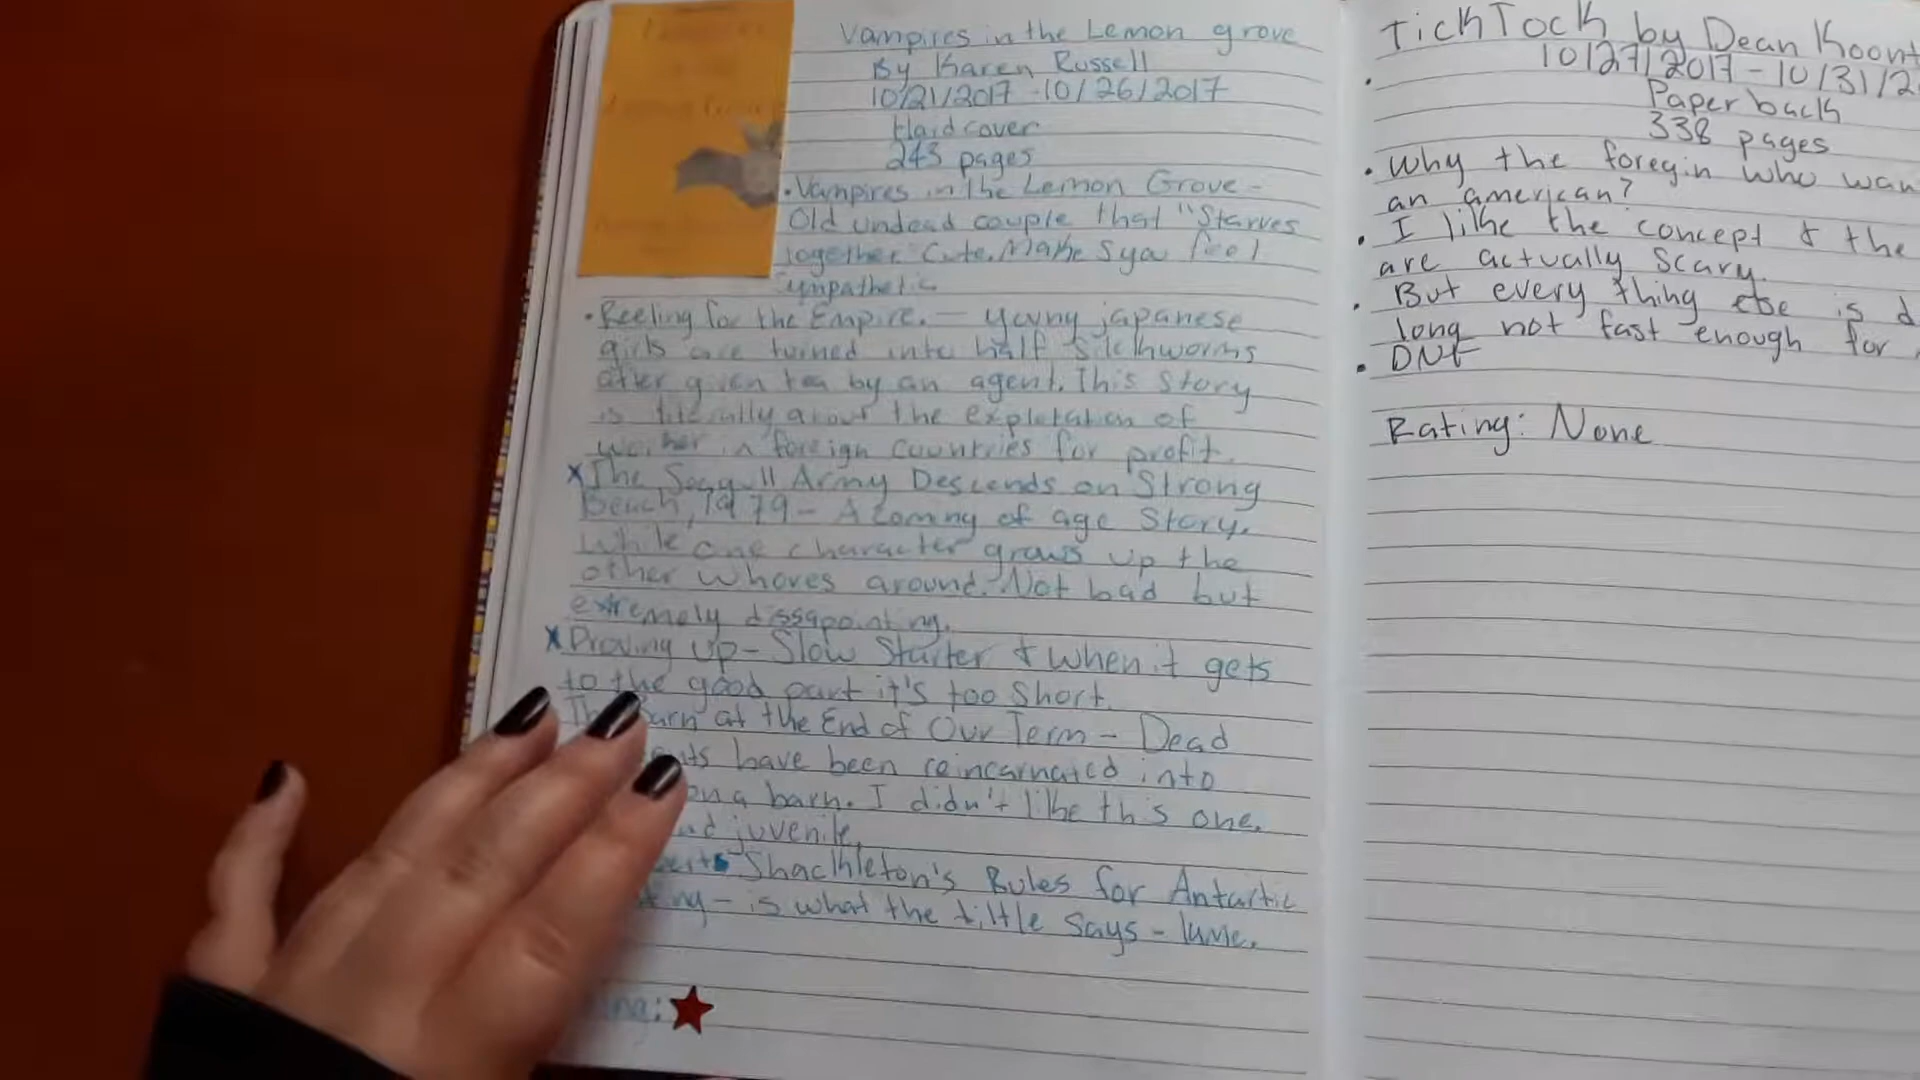 Vampires in the Lemon grove
By Karen Russell
10/21/2017 - 10/26/2017
Hardcover
243 pages
• Vampires in the Lemon Grove -
Old undead couple that "Starves
together. Cute. Makes you feel
ympathetic
• Reeling for the Empire. - young japanese
girls are turned into half silkworms
after given tea by an agent. This Story
is literally about the explotation of
in foreign countries for profit.
x The Seagull Army Descends on Strong
Beach, 1979 - A coming of age Story.
While one character grows up the
other whores around. Not bad but
extremely dissapointing.
x Proving Up - Slow Starter & when it gets
to the good part it's too short.
The Barn at the End of Our Term - Dead
have been reincarnated into
on a barn. I didn't like this one.
juvenile.
Shackleton's Rules for Antartic
- is what the tiltle says - lame.
TickTock by Dean Koont
10/27/2017 - 10/31/2
Paperback
338 pages
• Why the foregin who wan
an american?
• I like the concept & the
are actually scary.
• But every thing else is d
long not fast enough for
• DNF
Rating: None